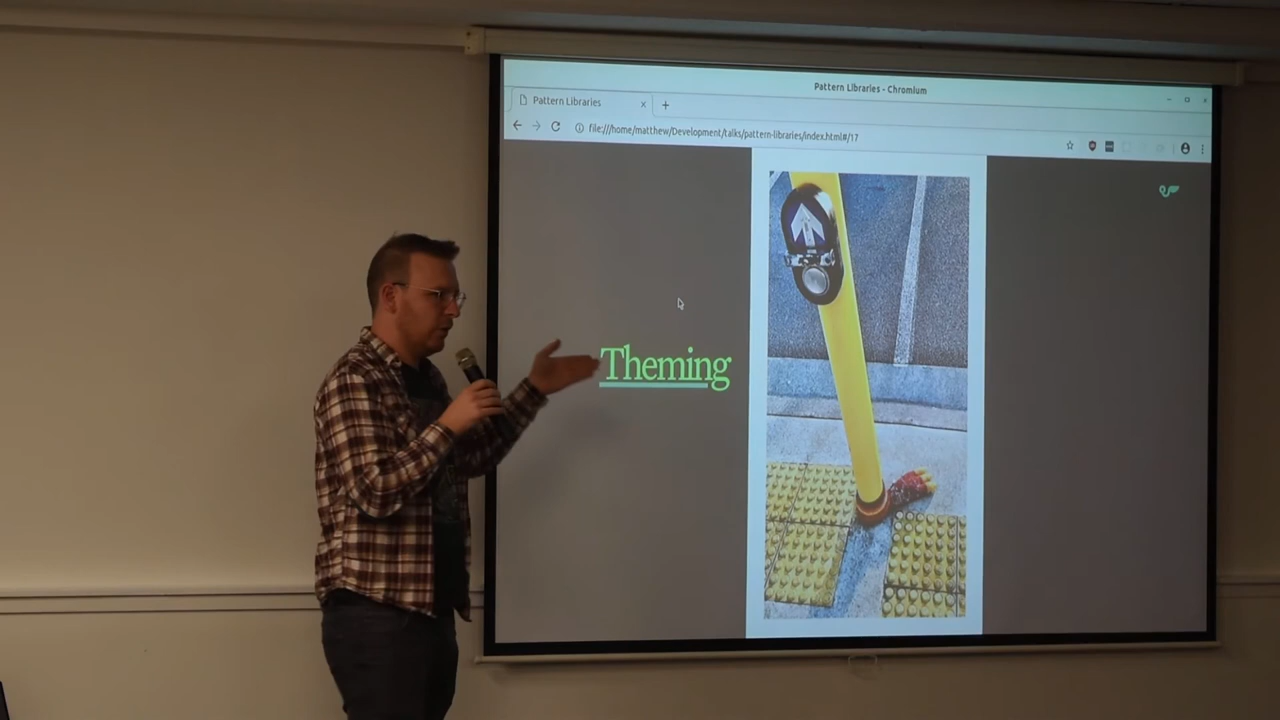 Pattern Libraries - Chromium
Pattern Libraries
file:///home/matthew/Development/talks/pattern-libraries/index.html#/17
Theming